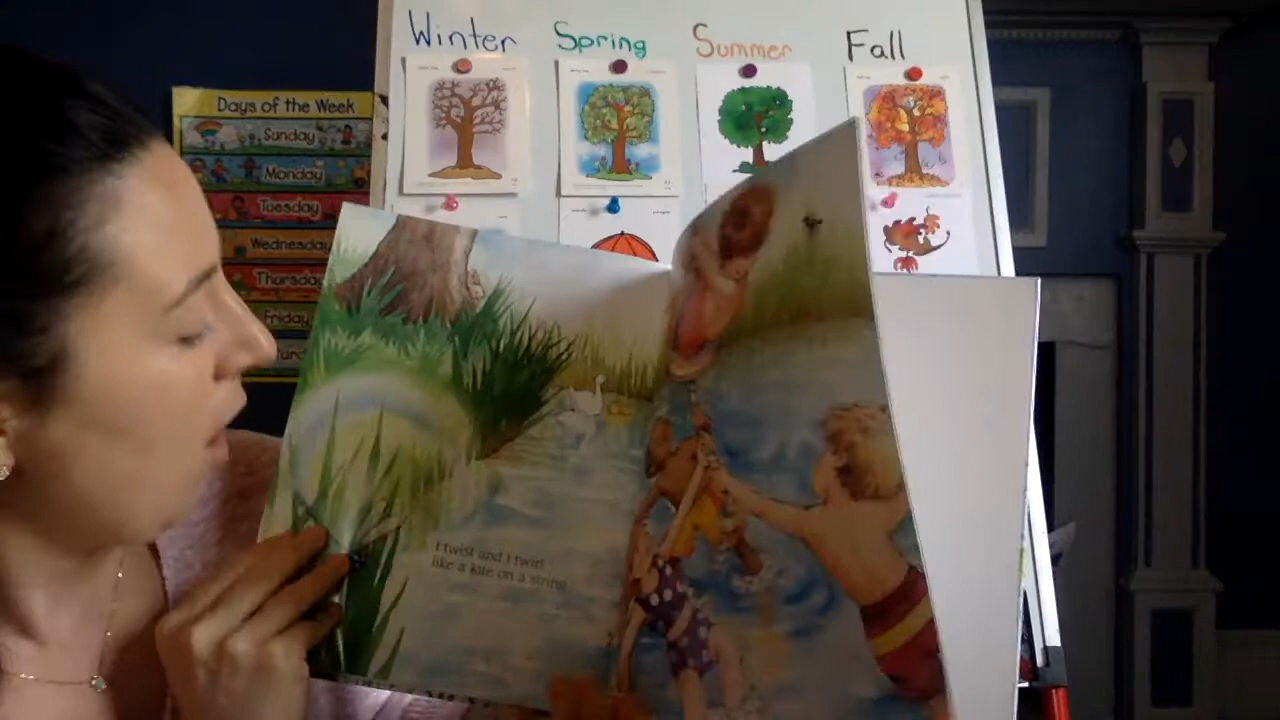 Winter Spring Summer Fall
Days of the Week
Sunday
Monday
Tuesday
Wednesday
Thursday
Friday
I twist and I twirl
like a kite on a string